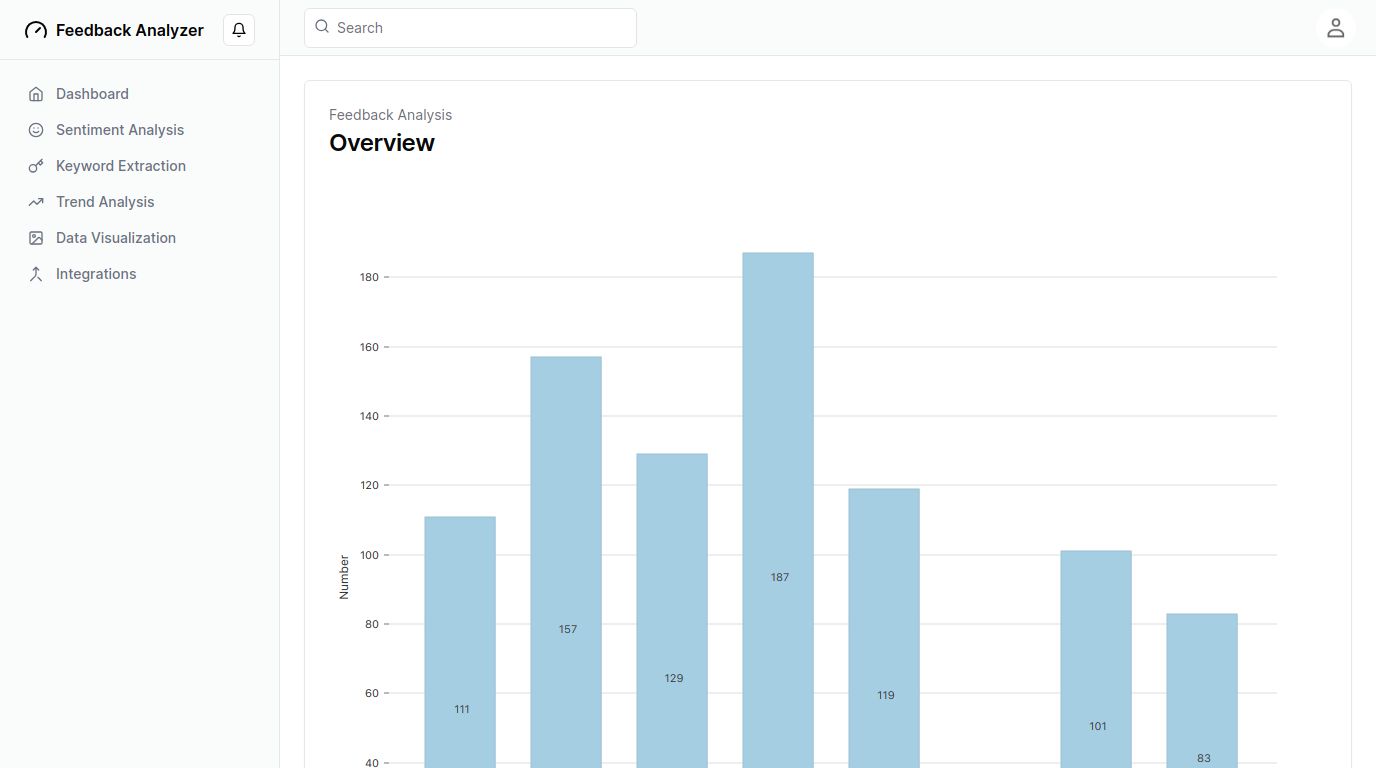 Feedback Analyzer
Search
Dashboard
Sentiment Analysis
Keyword Extraction
Trend Analysis
Data Visualization
Integrations
Feedback Analysis
Overview
180
160
140
120
100
80
60
40
Number
111
157
129
187
119
101
83